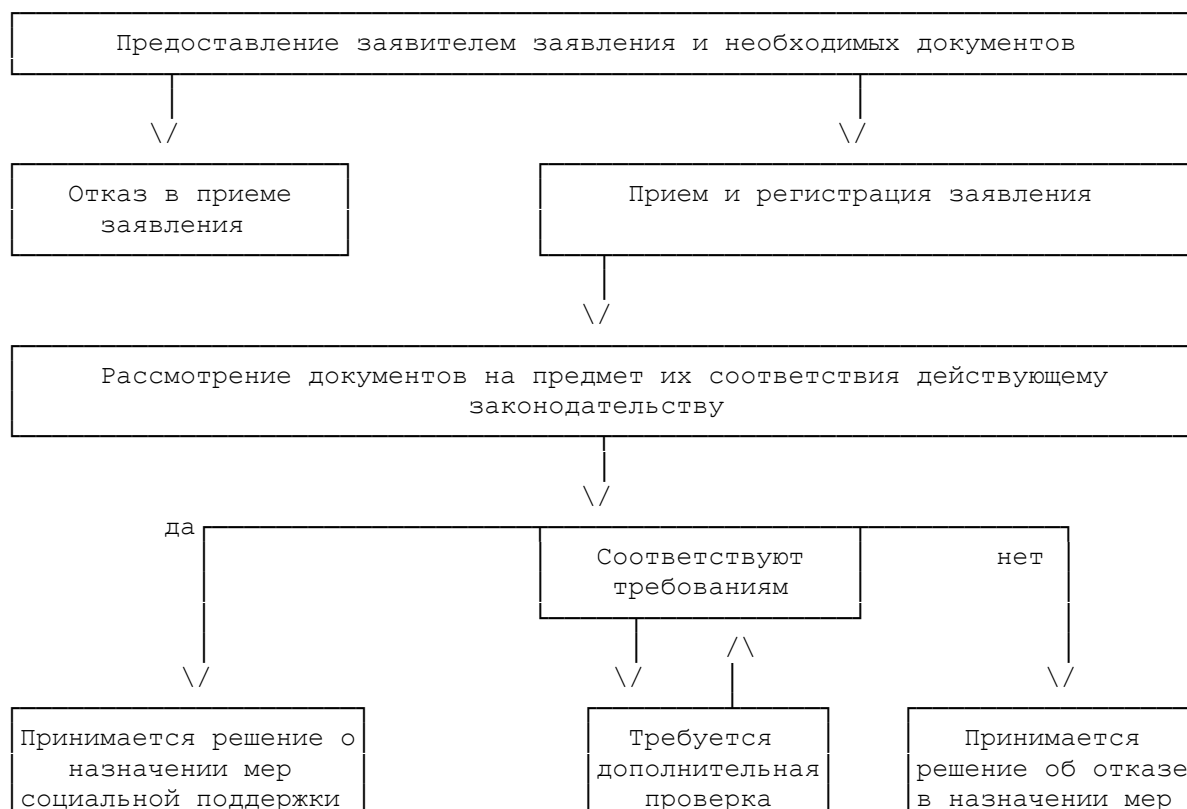 Предоставление заявителем заявления и необходимых документов
Отказ в приеме
заявления
Прием и регистрация заявления
Рассмотрение документов на предмет их соответствия действующему
законодательству
да
Соответствуют
требованиям
нет
Принимается решение о
назначении мер
социальной поддержки
Требуется
дополнительная
проверка
Принимается
решение об отказе
в назначении мер